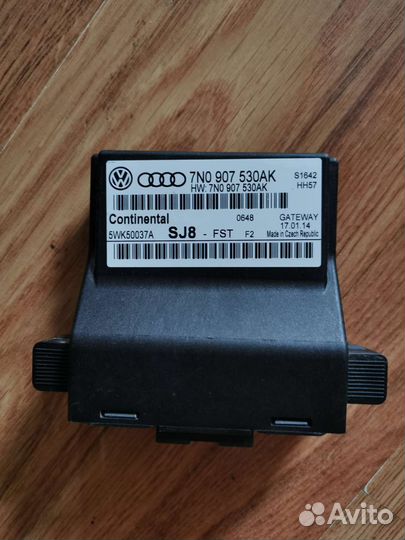 7N0 907 530AK
S1642
HW: 7N0 907 530AK
HH57
Continental
0648
GATEWAY
5WK50037A
SJ8 - FST F2
17.01.14
Made in Czech Republic
Avito